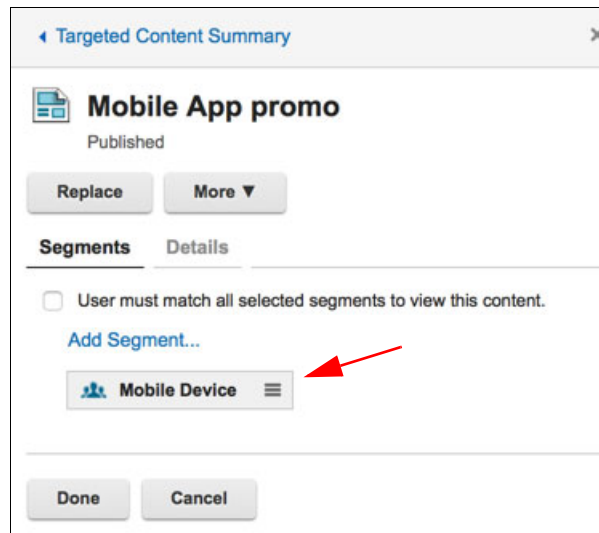 Targeted Content Summary
Mobile App promo
Published
Replace More ▼
Segments Details
User must match all selected segments to view this content.
Add Segment...
Mobile Device
Done Cancel